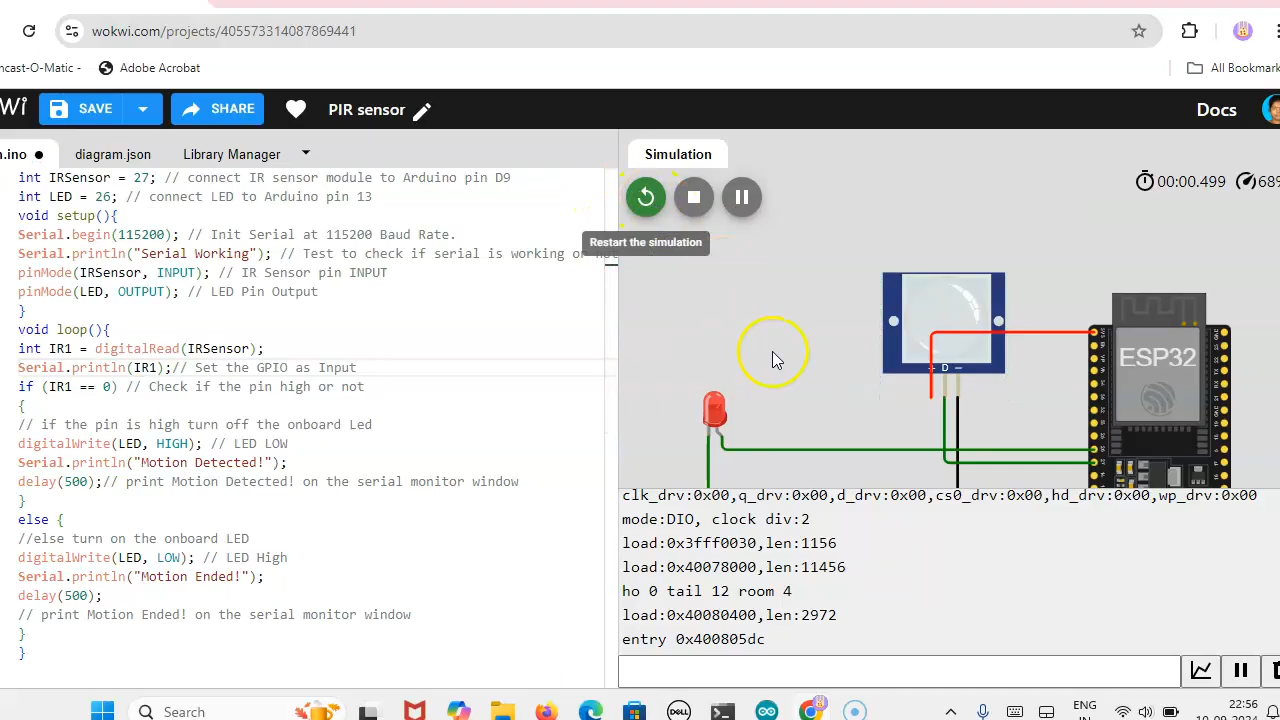 wokwi.com/projects/405573314087869441
ncast-O-Matic -
Adobe Acrobat
All Bookmark
SAVE
SHARE
PIR sensor
Docs
.ino
diagram.json
Library Manager
Simulation
int IRSensor = 27; // connect IR sensor module to Arduino pin D9
int LED = 26; // connect LED to Arduino pin 13
void setup(){
Serial.begin(115200); // Init Serial at 115200 Baud Rate.
Serial.println("Serial Working"); // Test to check if serial is working or not
pinMode(IRSensor, INPUT); // IR Sensor pin INPUT
pinMode(LED, OUTPUT); // LED Pin Output
}
void loop(){
int IR1 = digitalRead(IRSensor);
Serial.println(IR1);// Set the GPIO as Input
if (IR1 == 0) // Check if the pin high or not
{
// if the pin is high turn off the onboard Led
digitalWrite(LED, HIGH); // LED LOW
Serial.println("Motion Detected!");
delay(500);// print Motion Detected! on the serial monitor window
}
else {
//else turn on the onboard LED
digitalWrite(LED, LOW); // LED High
Serial.println("Motion Ended!");
delay(500);
// print Motion Ended! on the serial monitor window
}
}
00:00.499
68%
Restart the simulation
+ D −
ESP32
clk_drv:0x00,q_drv:0x00,d_drv:0x00,cs0_drv:0x00,hd_drv:0x00,wp_drv:0x00
mode:DIO, clock div:2
load:0x3fff0030,len:1156
load:0x40078000,len:11456
ho 0 tail 12 room 4
load:0x40080400,len:2972
entry 0x400805dc
Search
DELL
ENG
IN
22:56
10-09-2024